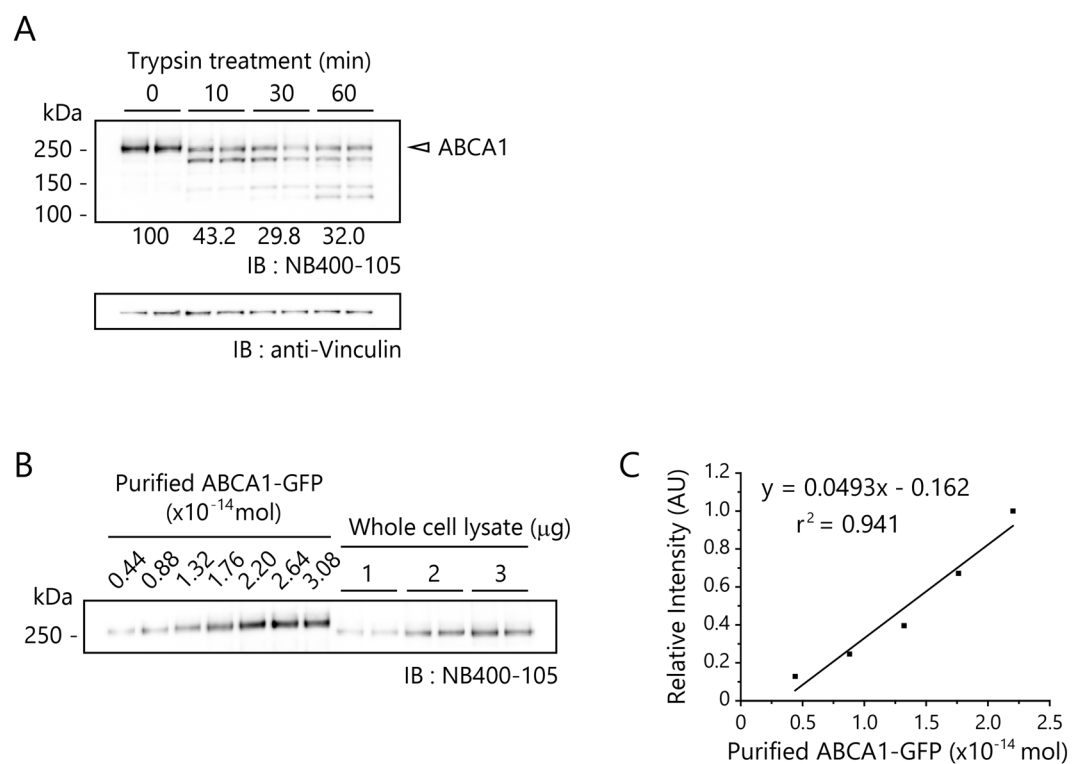 A
Trypsin treatment (min)
0 10 30 60
kDa
250 -
150 -
100 -
ABCA1
100 43.2 29.8 32.0
IB : NB400-105
IB : anti-Vinculin
B
Purified ABCA1-GFP
(x10⁻¹⁴mol)
Whole cell lysate (μg)
0.44 0.88 1.32 1.76 2.20 2.64 3.08
1 2 3
kDa
250 -
IB : NB400-105
C
Relative Intensity (AU)
1.2
1.0
0.8
0.6
0.4
0.2
0
y = 0.0493x - 0.162
r² = 0.941
0 0.5 1.0 1.5 2.0 2.5
Purified ABCA1-GFP (x10⁻¹⁴ mol)